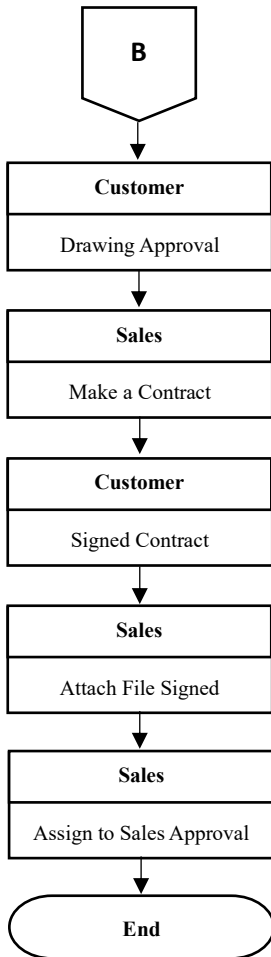 B
Customer
Drawing Approval
Sales
Make a Contract
Customer
Signed Contract
Sales
Attach File Signed
Sales
Assign to Sales Approval
End